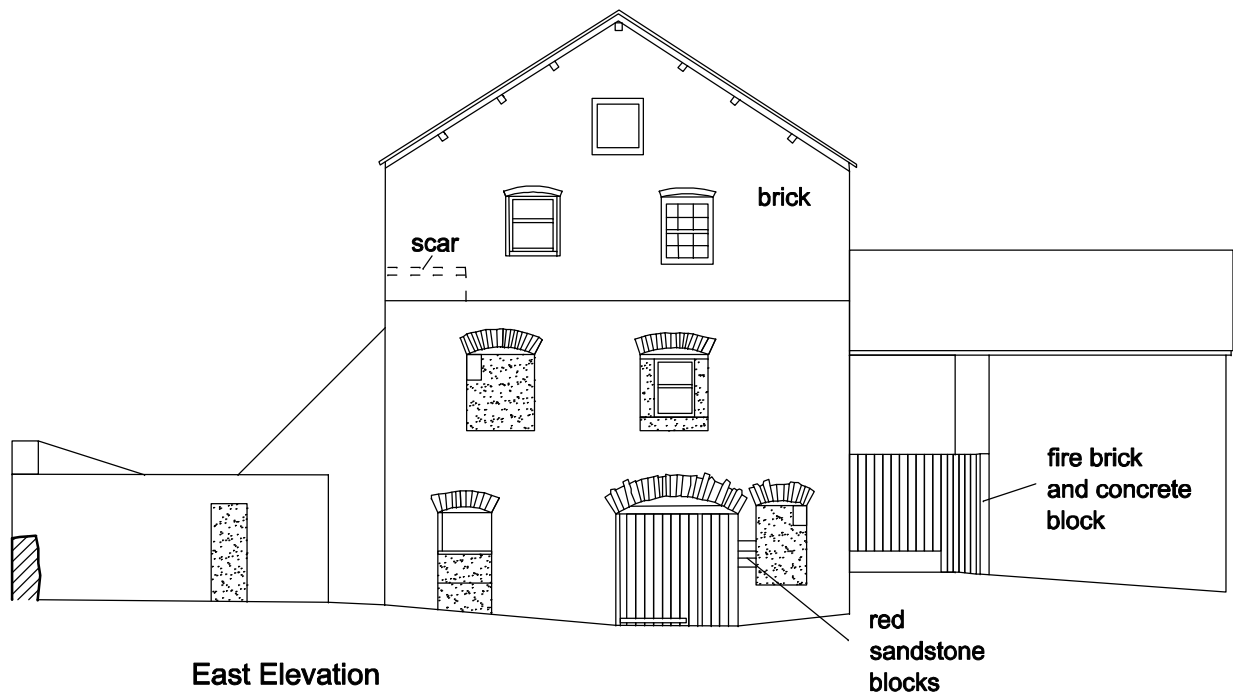 brick
scar
fire brick
and concrete
block
red
sandstone
blocks
East Elevation